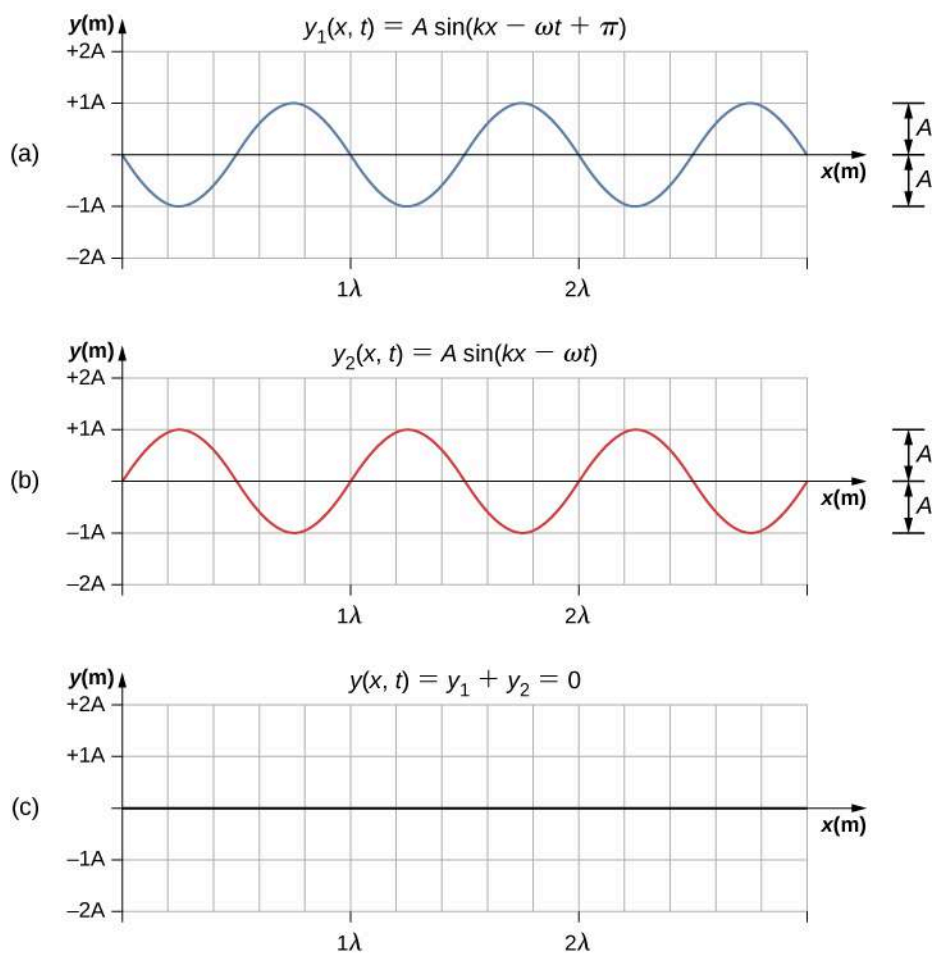 y(m)
y₁(x, t) = A sin(kx − ωt + π)
+2A
+1A
(a)
−1A
−2A
x(m)
A
A
1λ
2λ
y(m)
y₂(x, t) = A sin(kx − ωt)
+2A
+1A
(b)
−1A
−2A
x(m)
A
A
1λ
2λ
y(m)
y(x, t) = y₁ + y₂ = 0
+2A
+1A
(c)
−1A
−2A
x(m)
1λ
2λ